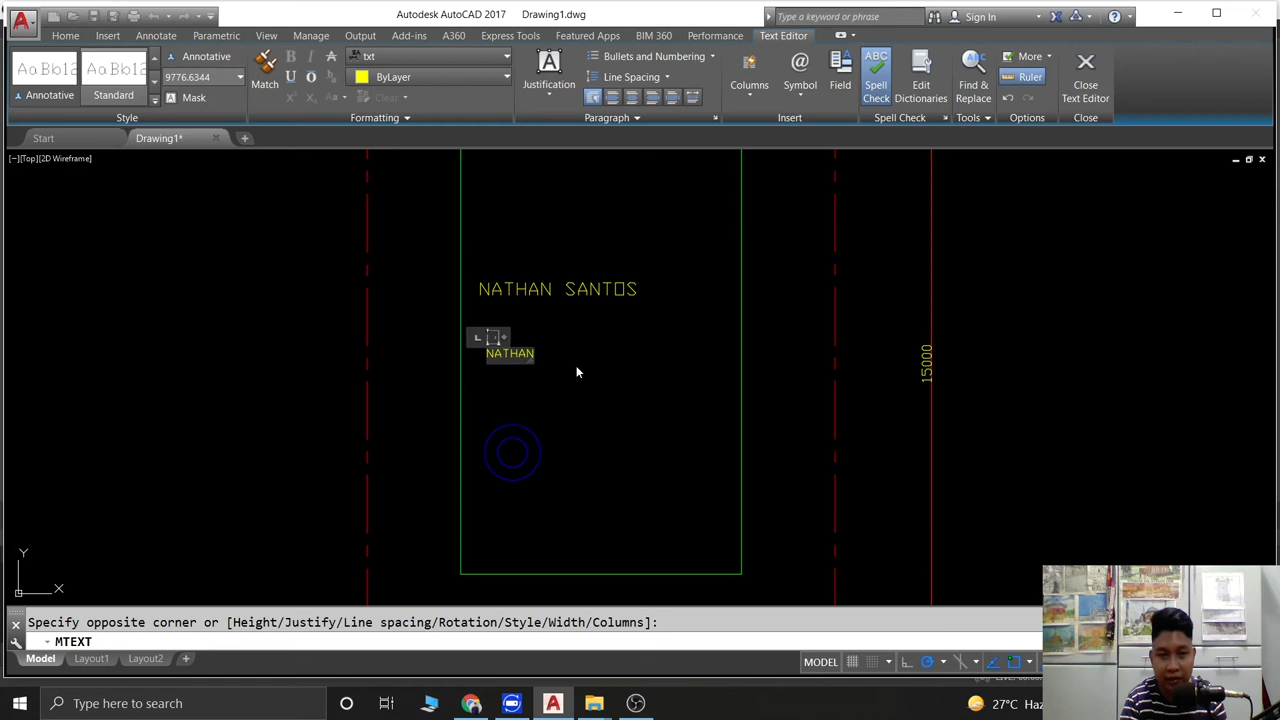 Autodesk AutoCAD 2017 Drawing1.dwg
Type a keyword or phrase
Sign In
Home Insert Annotate Parametric View Manage Output Add-ins A360 Express Tools Featured Apps BIM 360 Performance Text Editor
AaBb12 AaBb12
Annotative Standard
Annotative
9776.6344
Mask
Style
Match
txt
ByLayer
Clear
Formatting
Justification
Bullets and Numbering
Line Spacing
Paragraph
Columns
Symbol
Field
Insert
ABC
Spell Check
Edit Dictionaries
Spell Check
Find & Replace
Tools
More
Ruler
Options
Close Text Editor
Close
Start Drawing1*
[−][Top][2D Wireframe]
NATHAN SANTOS
NATHAN
15000
Y
X
Specify opposite corner or [Height/Justify/Line spacing/Rotation/Style/Width/Columns]:
MTEXT
Model Layout1 Layout2
MODEL
Type here to search
27°C Haz